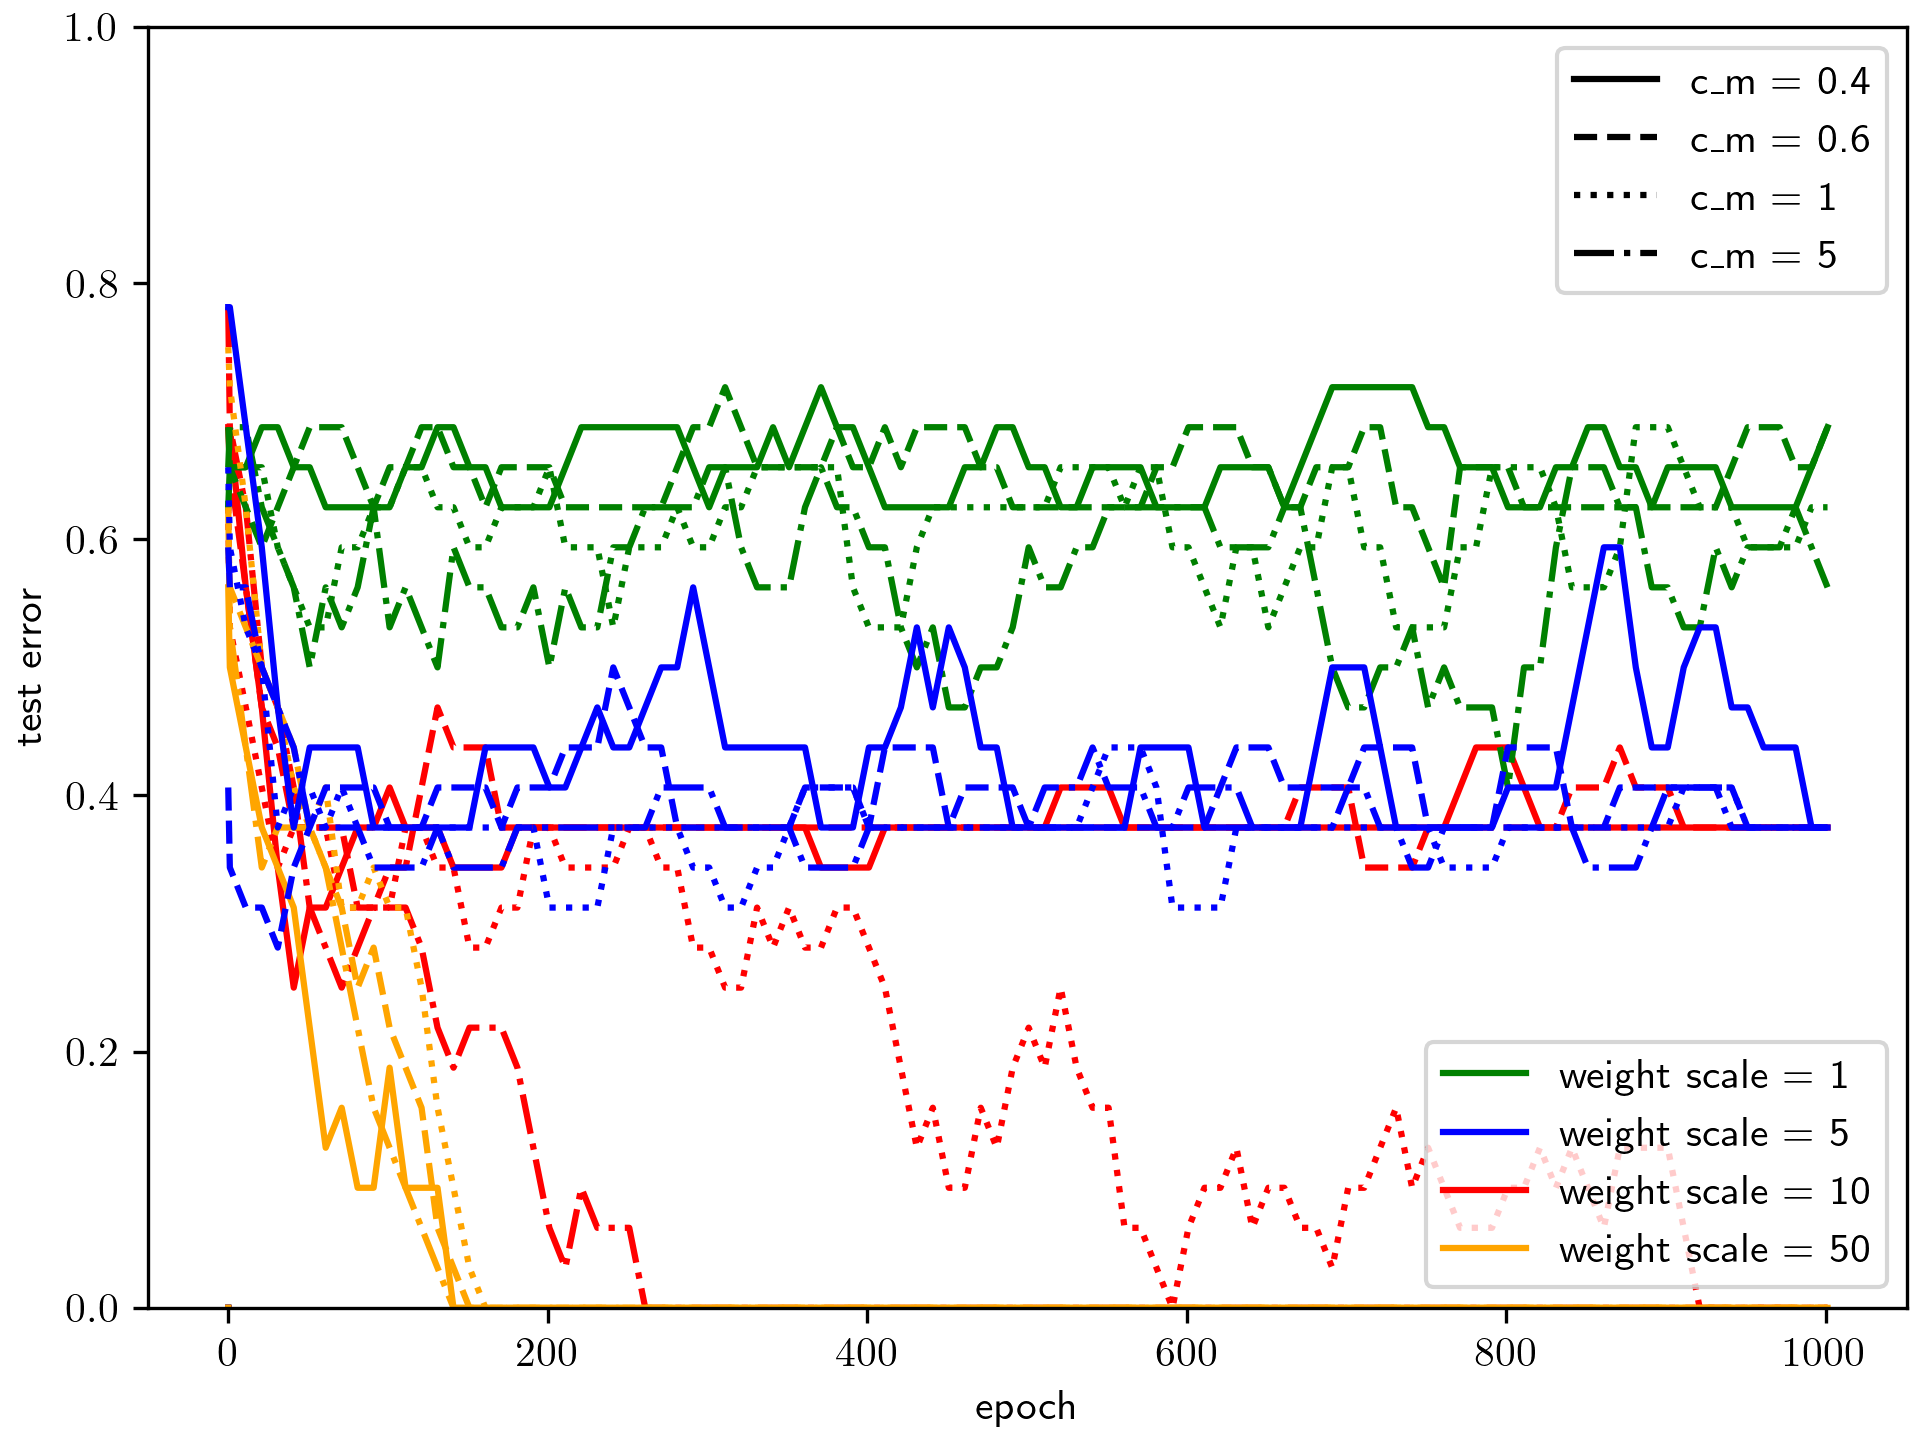 1.0
0.8
0.6
0.4
0.2
0.0
test error
0
200
400
600
800
1000
epoch
c_m = 0.4
c_m = 0.6
c_m = 1
c_m = 5
weight scale = 1
weight scale = 5
weight scale = 10
weight scale = 50